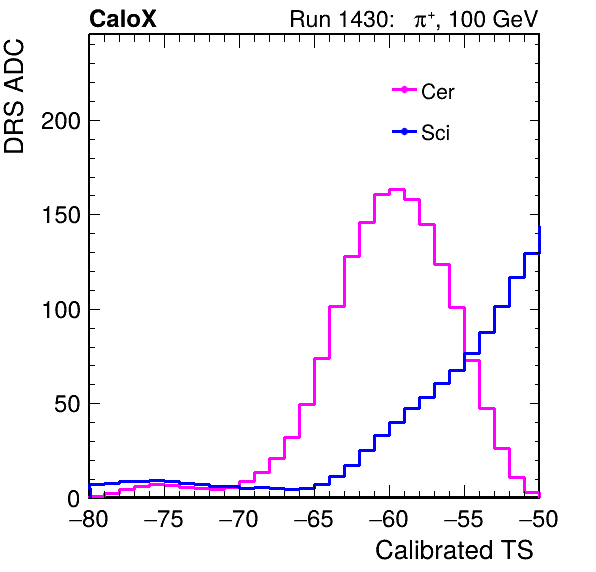 CaloX Run 1430: π+, 100 GeV
DRS ADC
Cer
Sci
200
150
100
50
0
−80 −75 −70 −65 −60 −55 −50
Calibrated TS